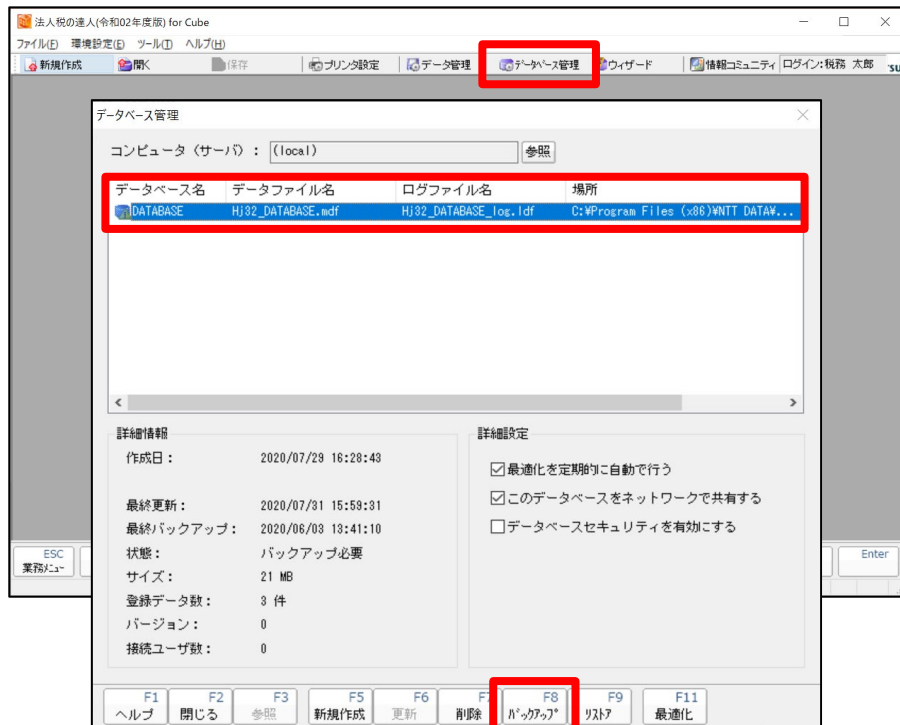 法人税の達人(令和02年度版) for Cube
ファイル(F) 環境設定(E) ツール(T) ヘルプ(H)
新規作成 開く 保存 プリンタ設定 データ管理 データベース管理 ウィザード 情報コミュニティ ログイン:税務 太郎
データベース管理
コンピュータ（サーバ）： (local) 参照
データベース名 データファイル名 ログファイル名 場所
DATABASE Hj32_DATABASE.mdf Hj32_DATABASE_log.ldf C:¥Program Files (x86)¥NTT DATA¥...
詳細情報
作成日： 2020/07/29 16:28:43
最終更新： 2020/07/31 15:59:31
最終バックアップ： 2020/06/03 13:41:10
状態： バックアップ必要
サイズ： 21 MB
登録データ数： 3 件
バージョン： 0
接続ユーザ数： 0
詳細設定
最適化を定期的に自動で行う
このデータベースをネットワークで共有する
データベースセキュリティを有効にする
ESC
業務ﾒﾆｭｰ
Enter
F1 F2 F3 F5 F6 F7 F8 F9 F11
ヘルプ 閉じる 参照 新規作成 更新 削除 ﾊﾞｯｸｱｯﾌﾟ ﾘｽﾄｱ 最適化